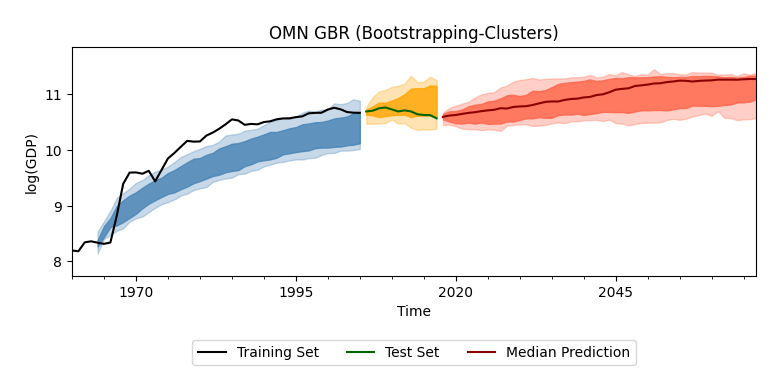 OMN GBR (Bootstrapping-Clusters)
log(GDP)
11
10
9
8
1970 1995 2020 2045
Time
Training Set Test Set Median Prediction